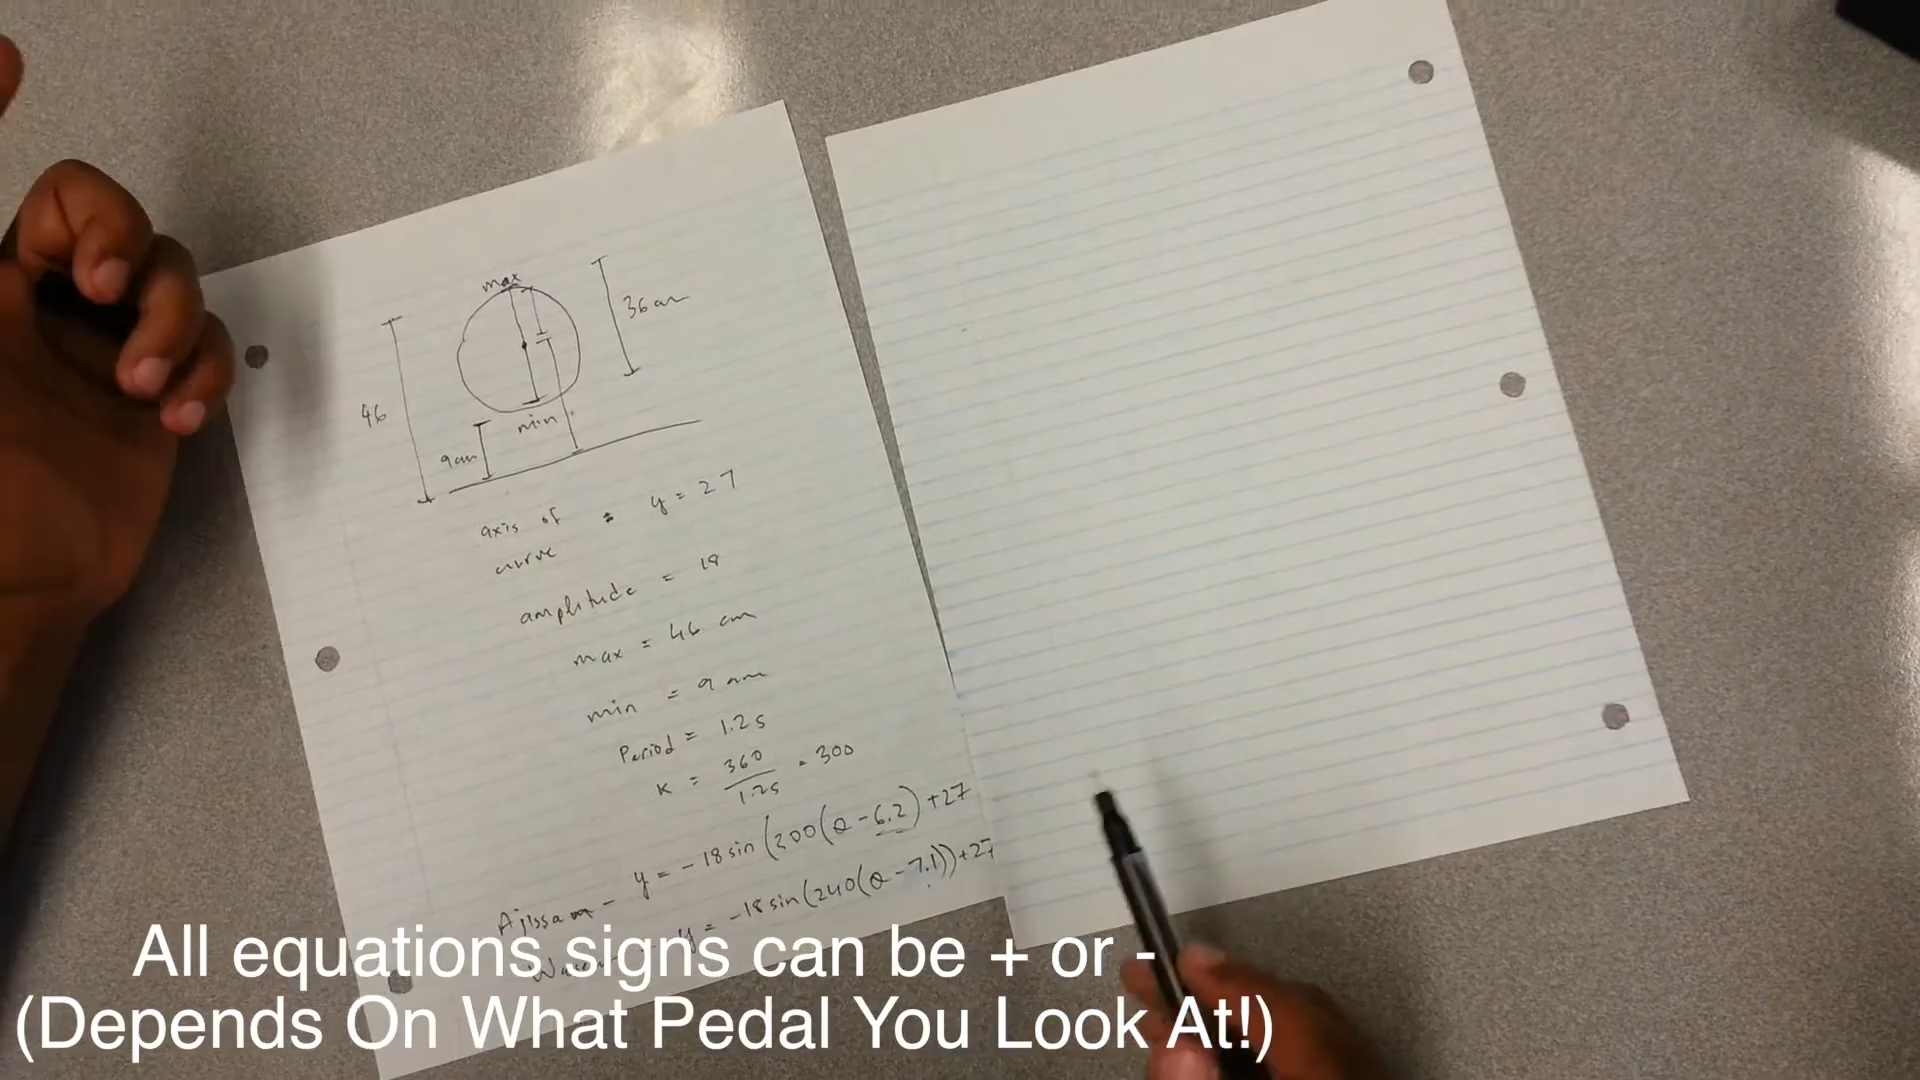 max
36 cm
46
min
9cm
axis of : y = 27
curve
amplitude = 18
max = 46 cm
min = 9 cm
Period = 1.2 s
K = 360 = 300
1.2s
Ajissam - y = -18 sin (300(θ - 6.2) + 27
y = -18 sin (240(θ - 7.1)) + 27
All equations signs can be + or -
(Depends On What Pedal You Look At!)